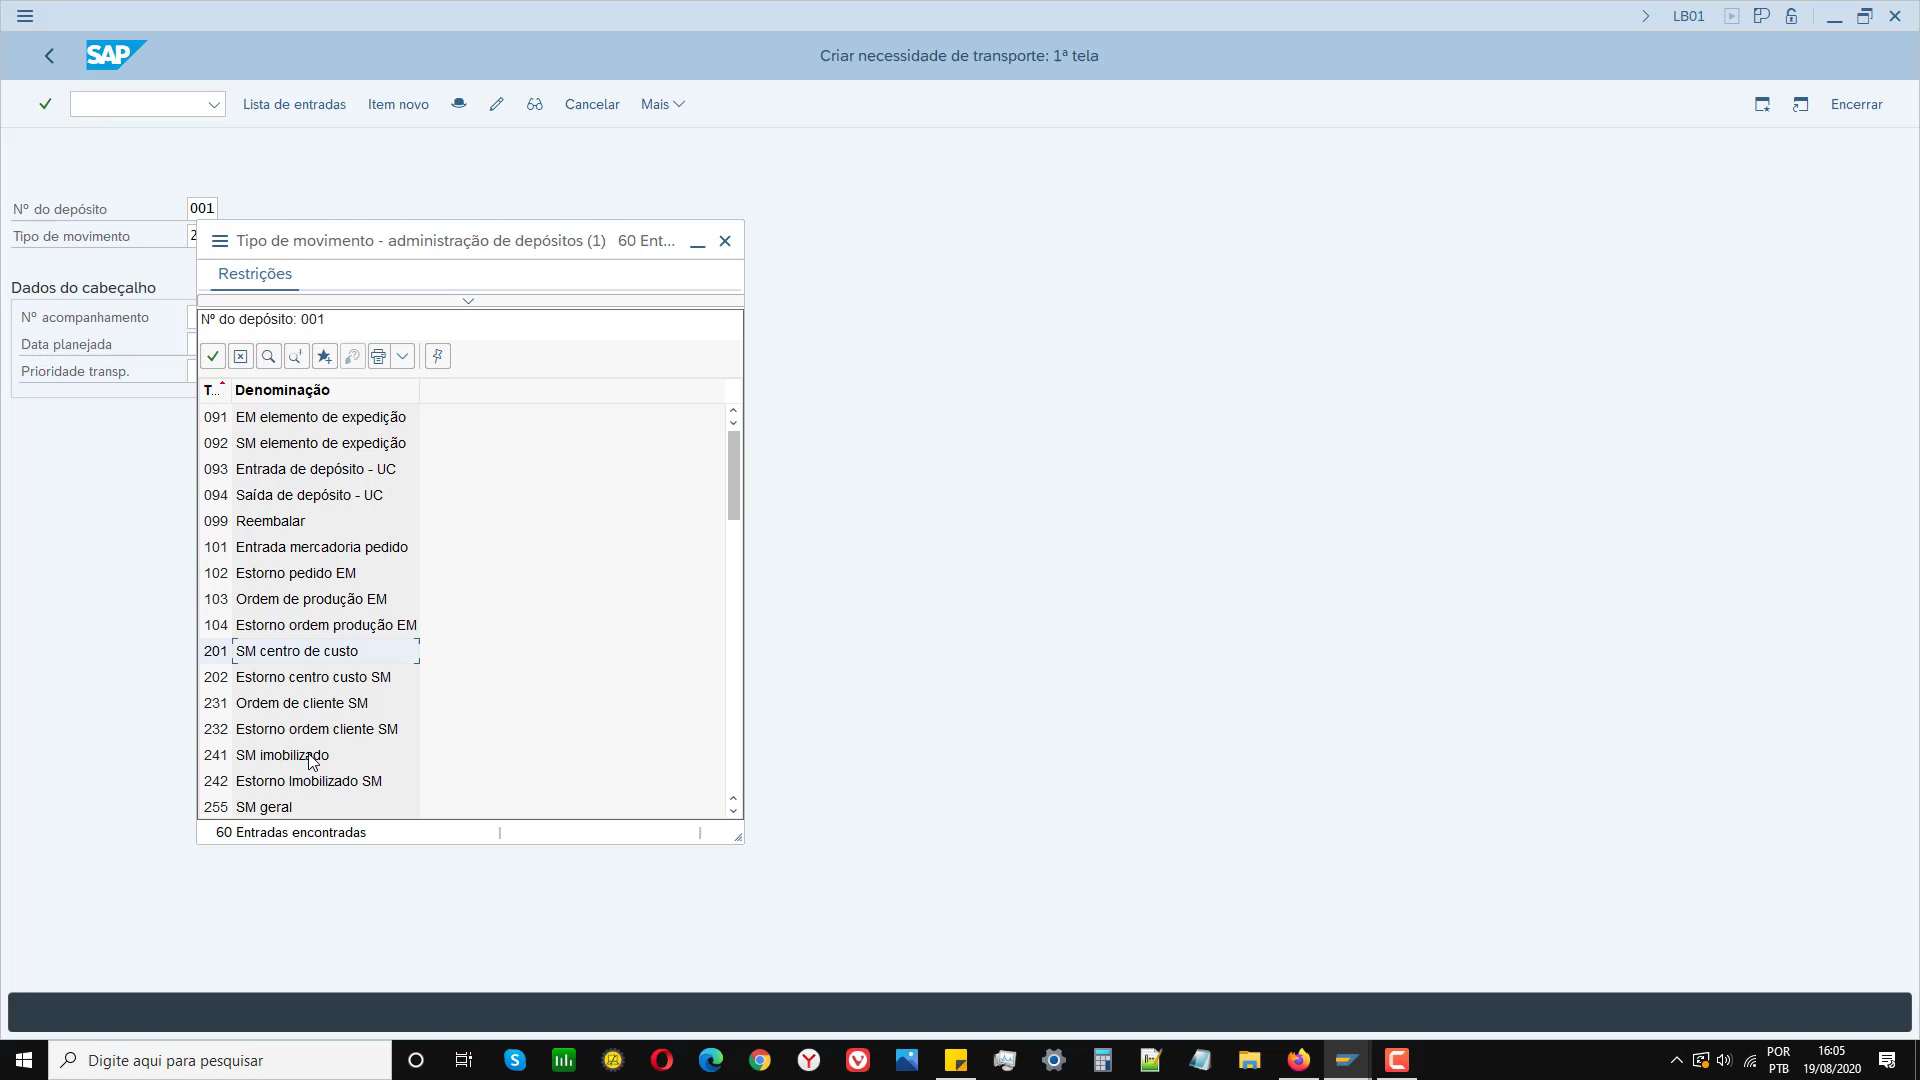 LB01
SAP
Criar necessidade de transporte: 1ª tela
Lista de entradas Item novo Cancelar Mais Encerrar
Nº do depósito 001
Tipo de movimento 2
Dados do cabeçalho
Nº acompanhamento
Data planejada
Prioridade transp.
Tipo de movimento - administração de depósitos (1) 60 Ent...
Restrições
Nº do depósito: 001
T... Denominação
091 EM elemento de expedição
092 SM elemento de expedição
093 Entrada de depósito - UC
094 Saída de depósito - UC
099 Reembalar
101 Entrada mercadoria pedido
102 Estorno pedido EM
103 Ordem de produção EM
104 Estorno ordem produção EM
201 SM centro de custo
202 Estorno centro custo SM
231 Ordem de cliente SM
232 Estorno ordem cliente SM
241 SM imobilizado
242 Estorno Imobilizado SM
255 SM geral
60 Entradas encontradas
Digite aqui para pesquisar
POR
PTB
16:05
19/08/2020